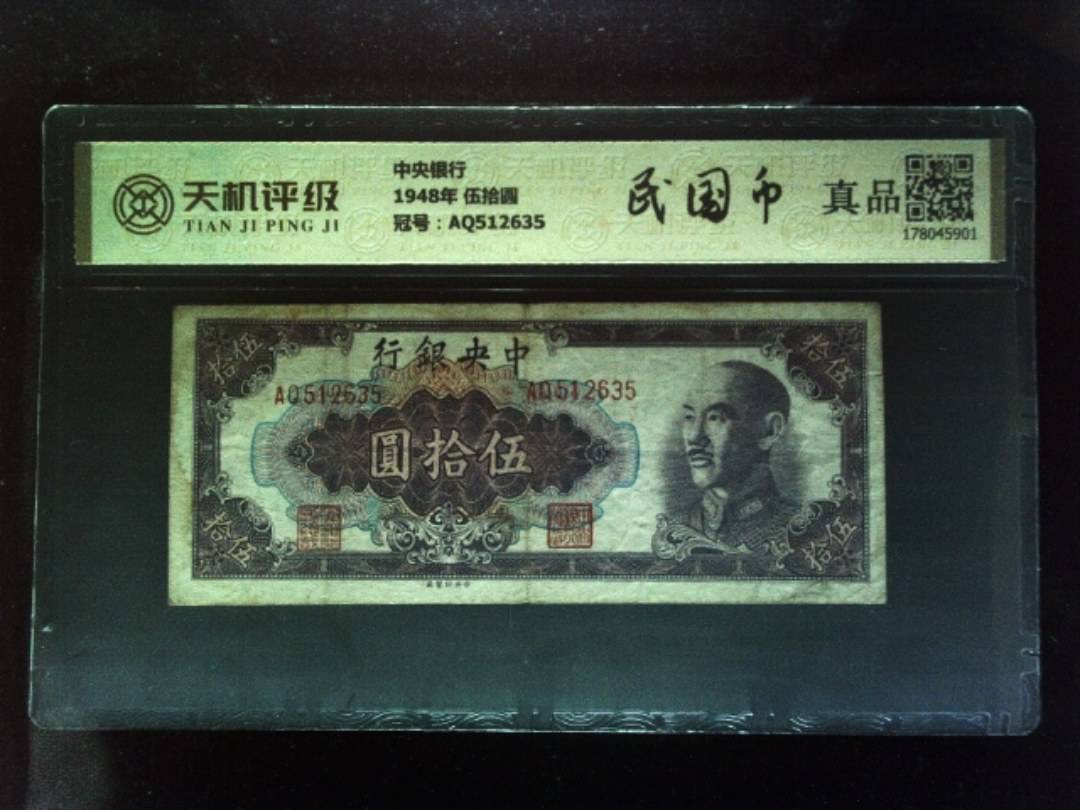 天机评级
TIAN JI PING JI
中央银行
1948年 伍拾圆
冠号：AQ512635
民国币
真品
178045901
行銀央中
拾伍
拾伍
AQ512635
AQ512635
圓拾伍
拾伍
拾伍